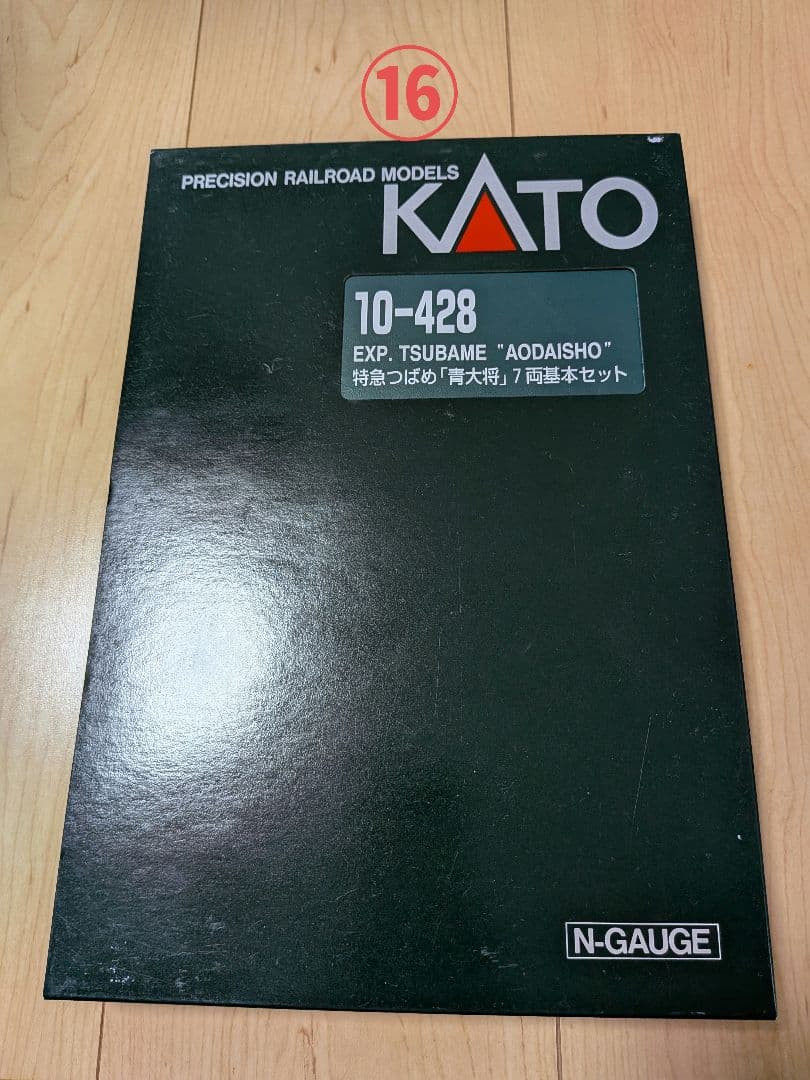 ⑯
PRECISION RAILROAD MODELS
KATO
10-428
EXP. TSUBAME "AODAISHO"
特急つばめ「青大将」7両基本セット
N-GAUGE